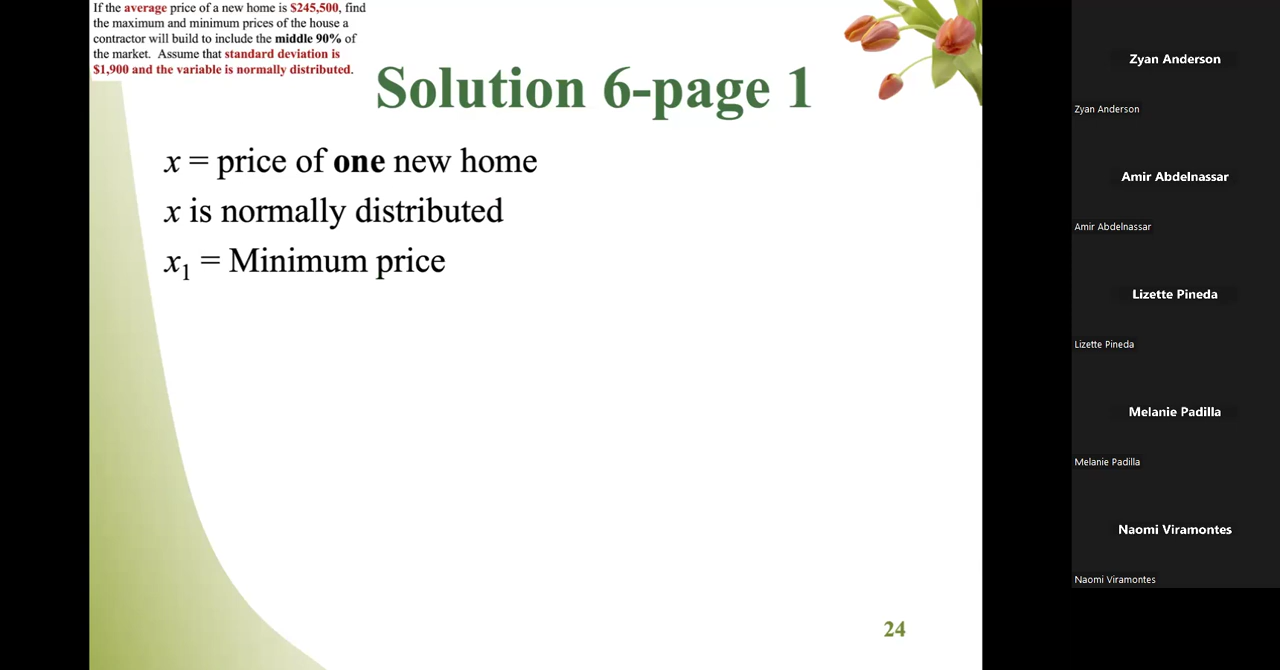 If the average price of a new home is $245,500, find
the maximum and minimum prices of the house a
contractor will build to include the middle 90% of
the market. Assume that standard deviation is
$1,900 and the variable is normally distributed.
Solution 6-page 1
x = price of one new home
x is normally distributed
x₁ = Minimum price
24
Zyan Anderson
Zyan Anderson
Amir Abdelnassar
Amir Abdelnassar
Lizette Pineda
Lizette Pineda
Melanie Padilla
Melanie Padilla
Naomi Viramontes
Naomi Viramontes